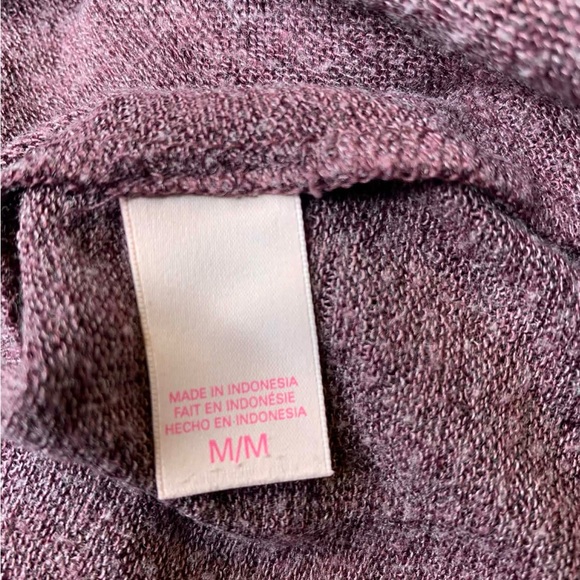 MADE IN INDONESIA
FAIT EN INDONÉSIE
HECHO EN·INDONESIA
M/M